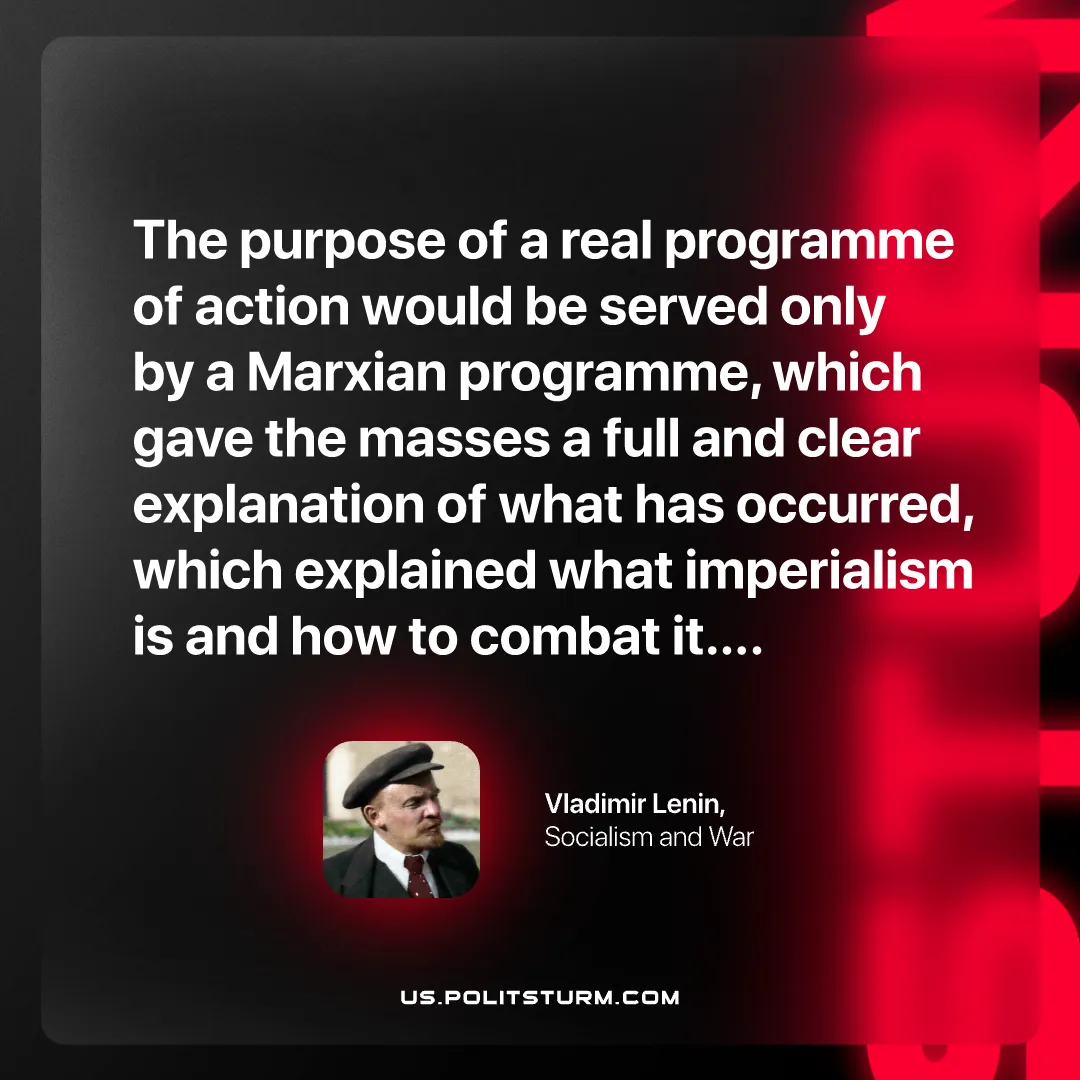 The purpose of a real programme
of action would be served only
by a Marxian programme, which
gave the masses a full and clear
explanation of what has occurred,
which explained what imperialism
is and how to combat it....
Vladimir Lenin,
Socialism and War
US.POLITSTURM.COM